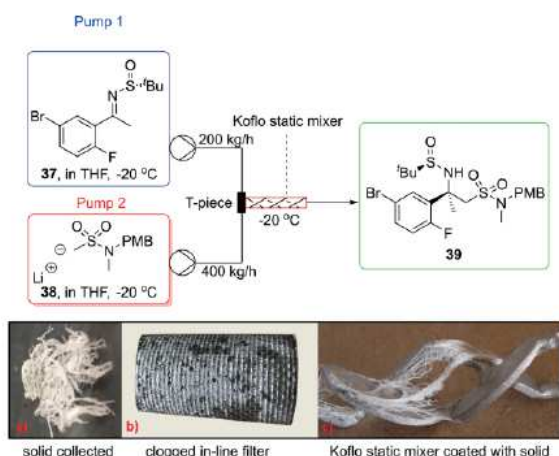 Pump 1
O
S
tBu
N
Br
F
37, in THF, -20 °C
200 kg/h
Koflo static mixer
Pump 2
O O
S
N
PMB
⊖
Li ⊕
38, in THF, -20 °C
400 kg/h
T-piece
-20 °C
O
S
tBu
NH
O O
S
N
PMB
Br
F
39
a)
b)
c)
solid collected
clogged in-line filter
Koflo static mixer coated with solid